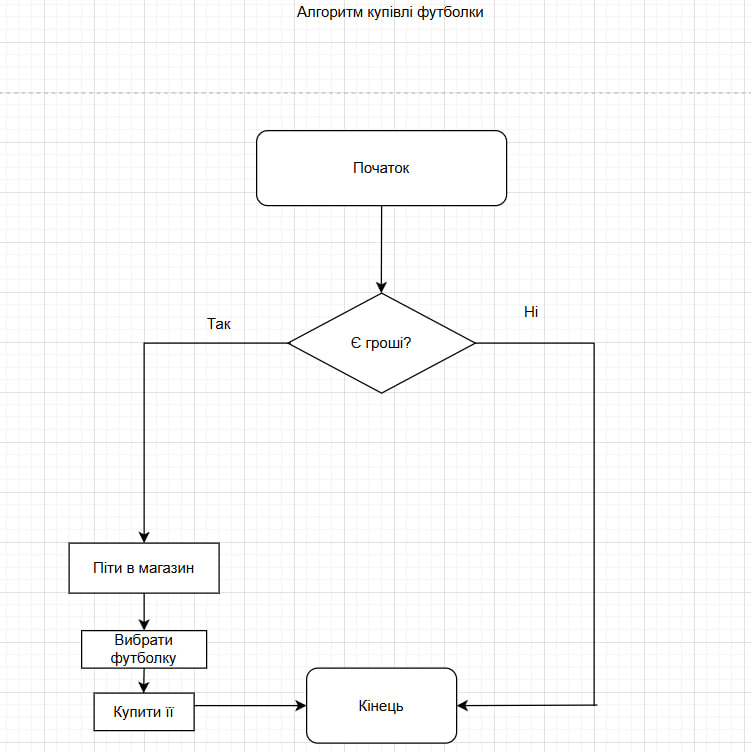 Алгоритм купівлі футболки
Початок
Є гроші?
Так
Ні
Піти в магазин
Вибрати
футболку
Купити її
Кінець